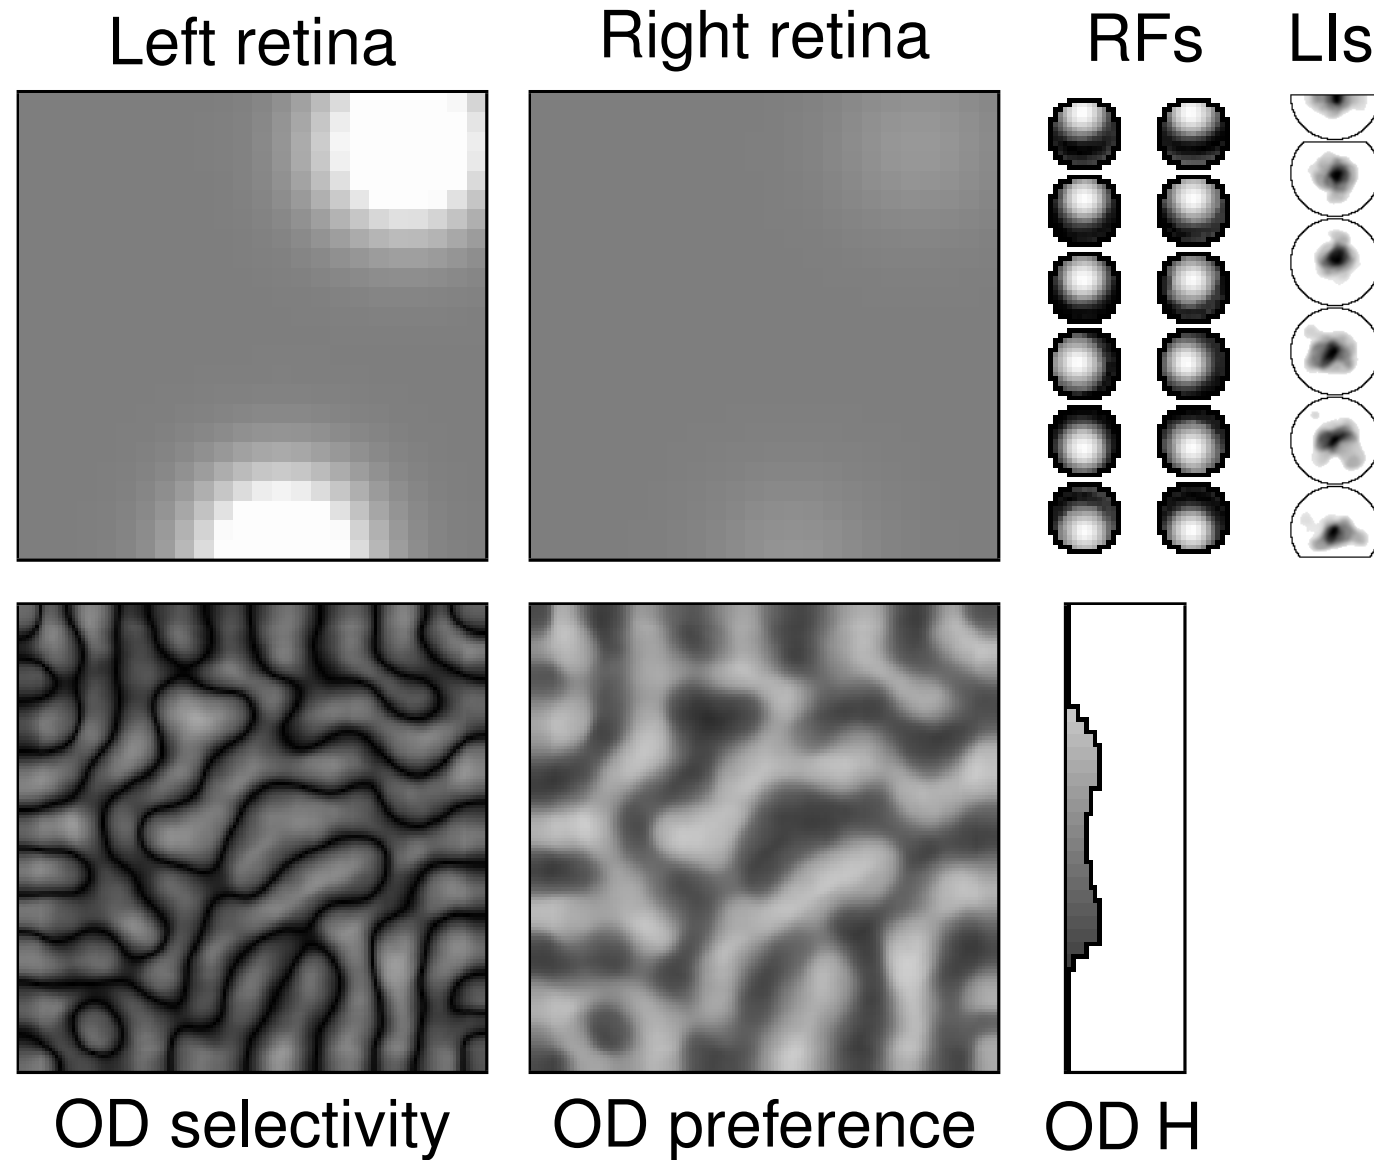 Left retina
Right retina
RFs
LIs
OD selectivity
OD preference
OD H